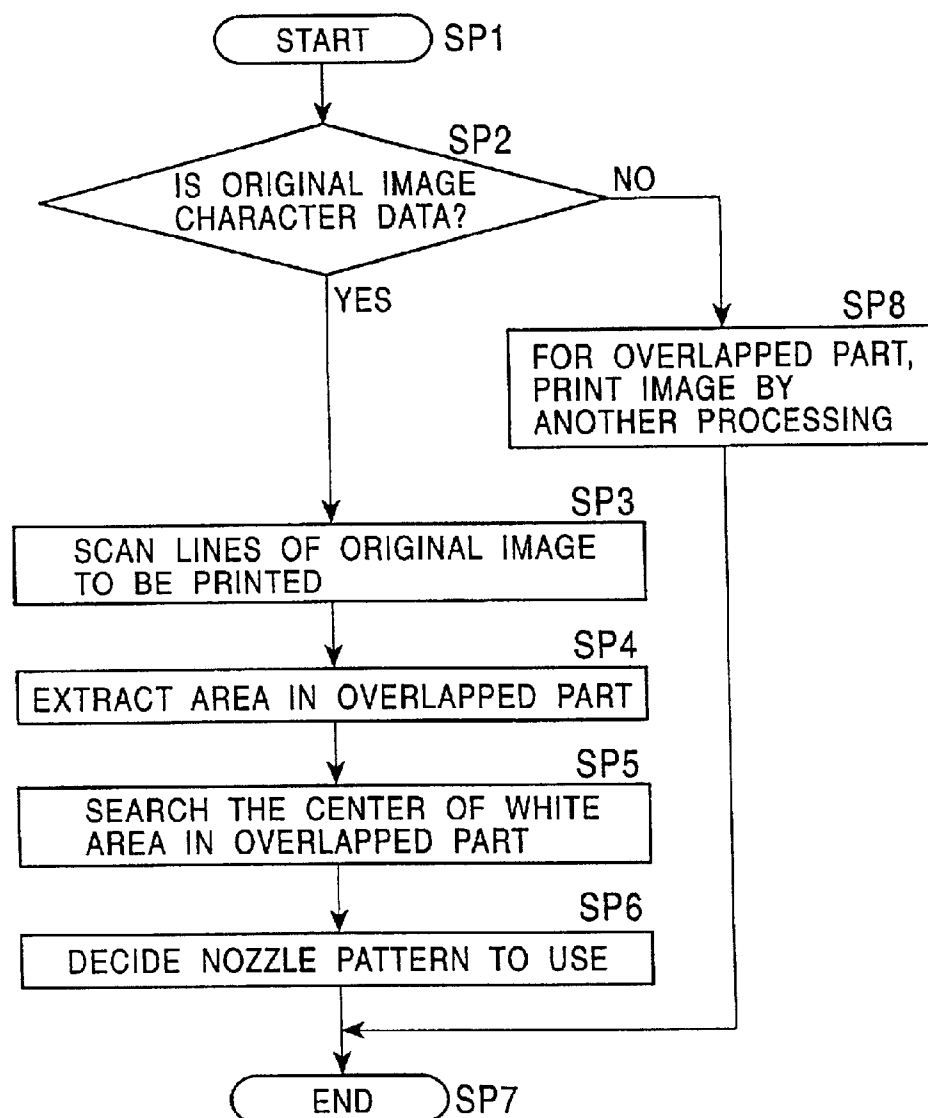 START
SP1
SP2
IS ORIGINAL IMAGE
CHARACTER DATA?
NO
YES
SP8
FOR OVERLAPPED PART,
PRINT IMAGE BY
ANOTHER PROCESSING
SP3
SCAN LINES OF ORIGINAL IMAGE
TO BE PRINTED
SP4
EXTRACT AREA IN OVERLAPPED PART
SP5
SEARCH THE CENTER OF WHITE
AREA IN OVERLAPPED PART
SP6
DECIDE NOZZLE PATTERN TO USE
END
SP7